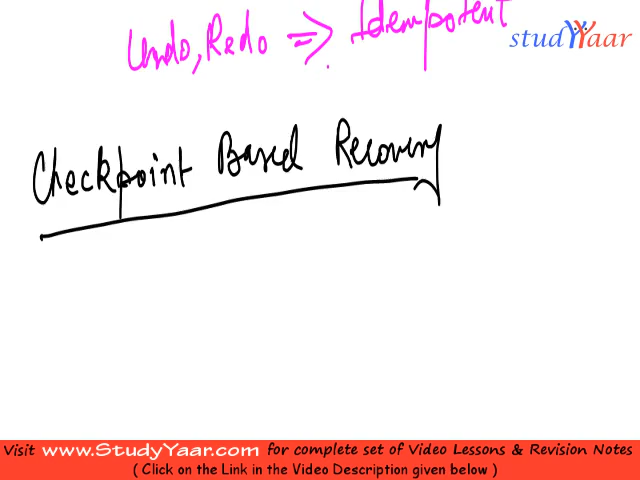 Undo, Redo => Idempotent
studYYaar
Checkpoint Based Recovery
Visit www.StudyYaar.com for complete set of Video Lessons & Revision Notes
( Click on the Link in the Video Description given below )